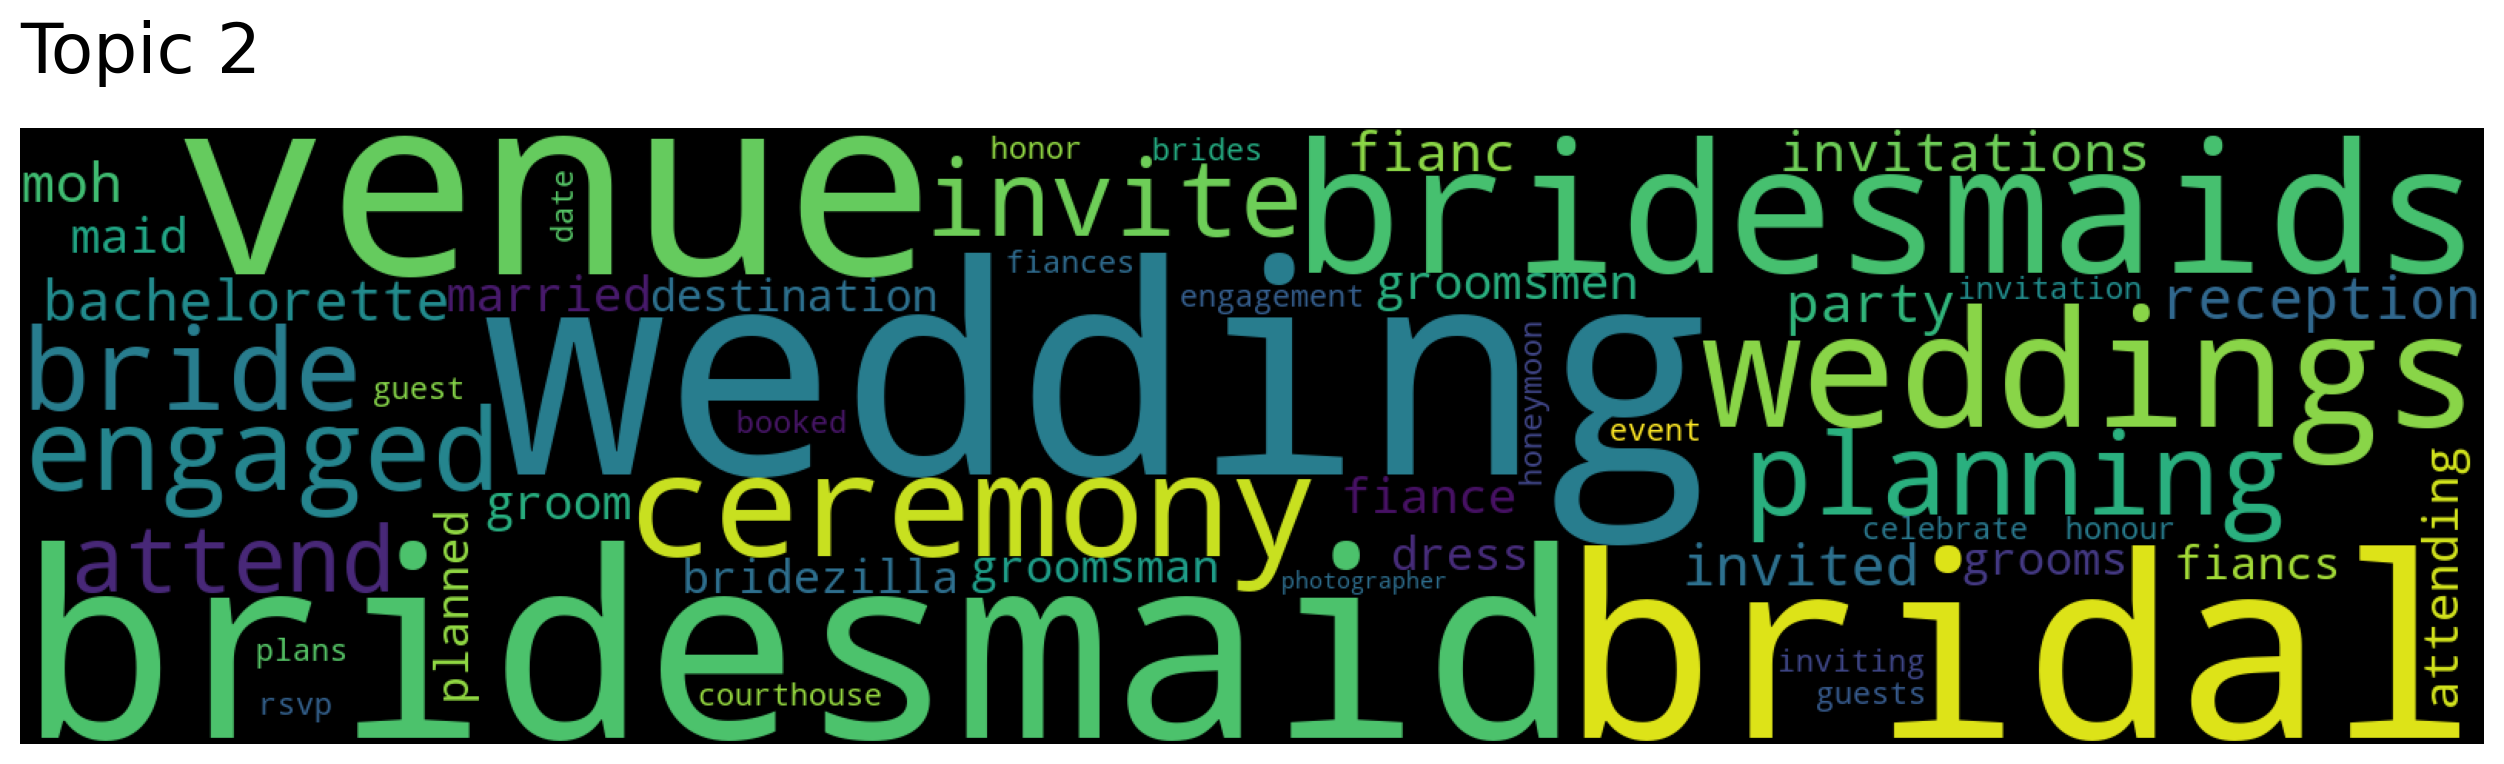 Topic 2
moh
maid
venue
date
invite
honor
brides
fianc
bridesmaids
invitations
bachelorette
married
destination
fiances
engagement
groomsmen
party
invitation
reception
bride
guest
wedding
booked
honeymoon
event
weddings
engaged
groom
ceremony
fiance
planning
attending
attend
planned
bridezilla
groomsman
photographer
dress
celebrate
honour
invited
grooms
fiancs
bridesmaid
plans
rsvp
courthouse
bridal
inviting
guests